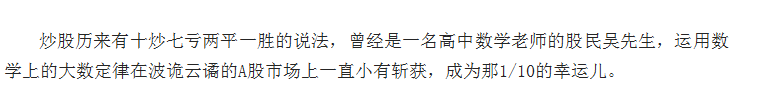 炒股历来有十炒七亏两平一胜的说法，曾经是一名高中数学老师的股民吴先生，运用数
学上的大数定律在波诡云谲的A股市场上一直小有斩获，成为那1/10的幸运儿。